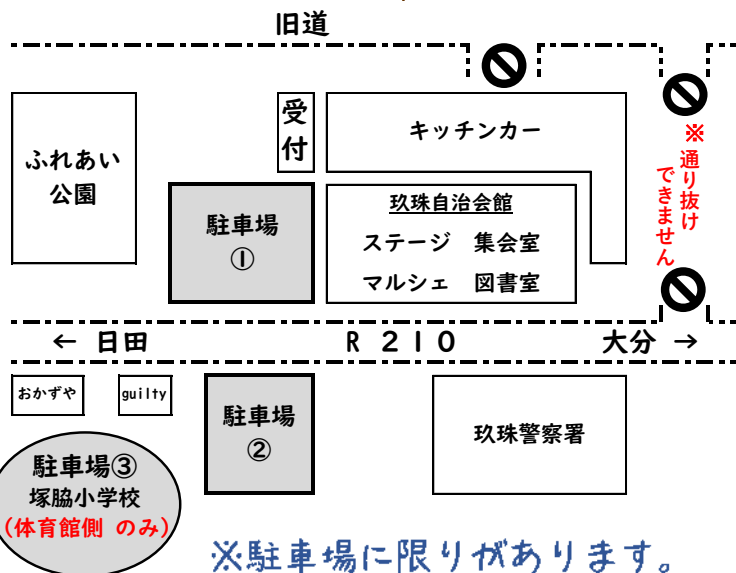 旧道
受付
キッチンカー
ふれあい
公園
※通り抜け
できません
駐車場
①
玖珠自治会館
ステージ 集会室
マルシェ 図書室
← 日田
R 210
大分 →
おかずや
guilty
駐車場
②
玖珠警察署
駐車場③
塚脇小学校
(体育館側 のみ)
※駐車場に限りがあります。